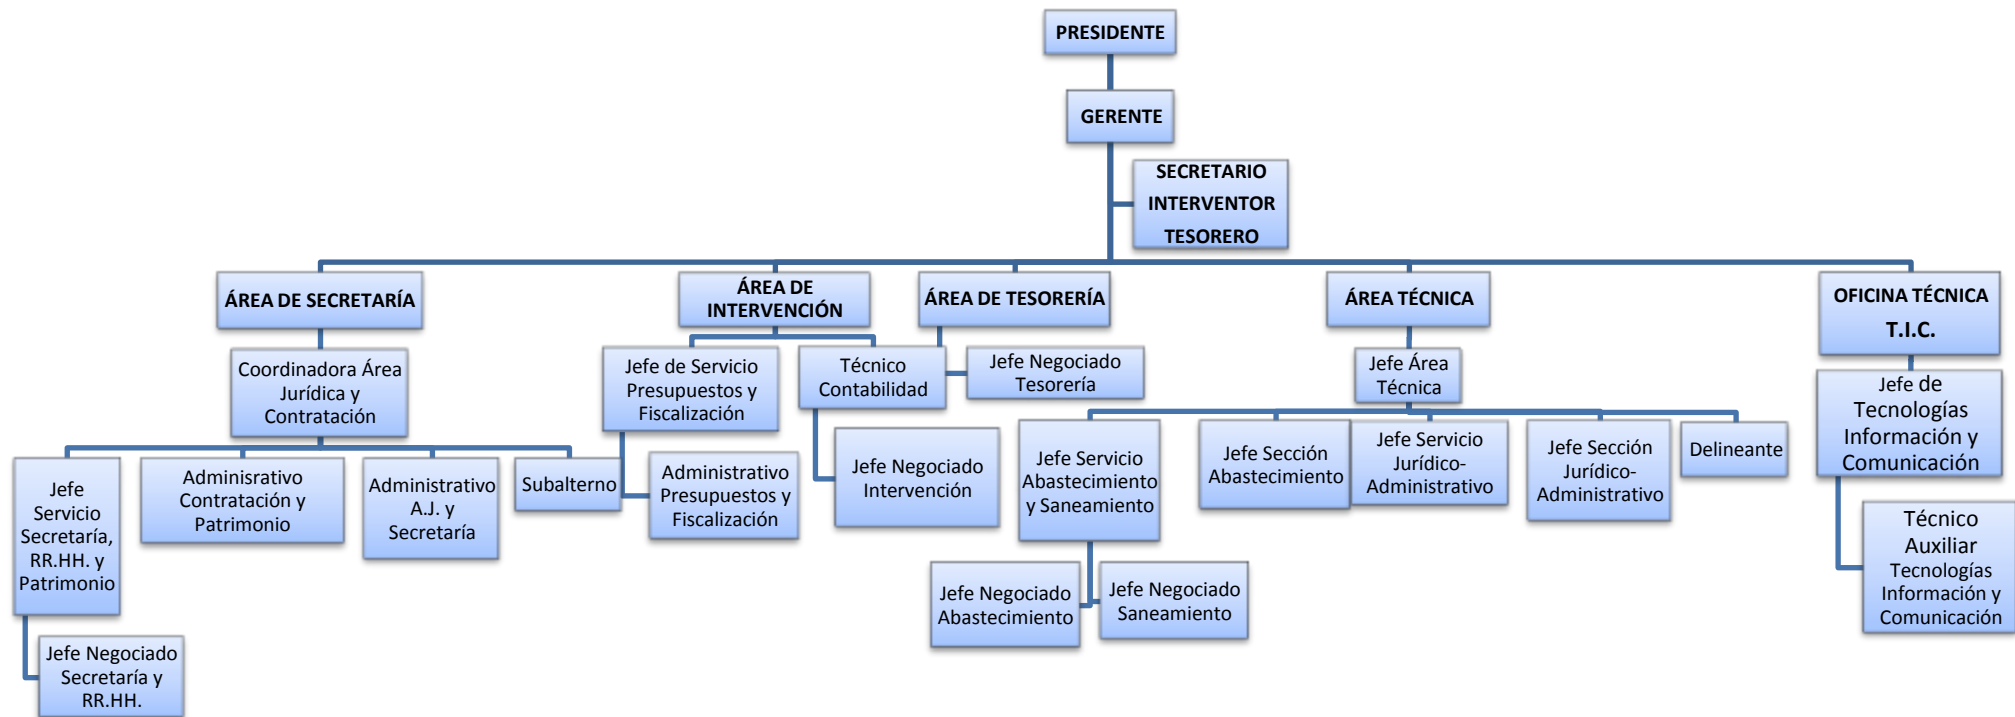 PRESIDENTE
GERENTE
SECRETARIO
INTERVENTOR
TESORERO
ÁREA DE SECRETARÍA
ÁREA DE
INTERVENCIÓN
ÁREA DE TESORERÍA
ÁREA TÉCNICA
OFICINA TÉCNICA
T.I.C.
Coordinadora Área
Jurídica y
Contratación
Jefe de Servicio
Presupuestos y
Fiscalización
Técnico
Contabilidad
Jefe Negociado
Tesorería
Jefe Área
Técnica
Jefe de
Tecnologías
Información y
Comunicación
Jefe
Servicio
Secretaría,
RR.HH. y
Patrimonio
Adminisrativo
Contratación y
Patrimonio
Administrativo
A.J. y
Secretaría
Subalterno
Administrativo
Presupuestos y
Fiscalización
Jefe Negociado
Intervención
Jefe Servicio
Abastecimiento
y Saneamiento
Jefe Sección
Abastecimiento
Jefe Servicio
Jurídico-
Administrativo
Jefe Sección
Jurídico-
Administrativo
Delineante
Técnico
Auxiliar
Tecnologías
Información y
Comunicación
Jefe Negociado
Abastecimiento
Jefe Negociado
Saneamiento
Jefe Negociado
Secretaría y
RR.HH.